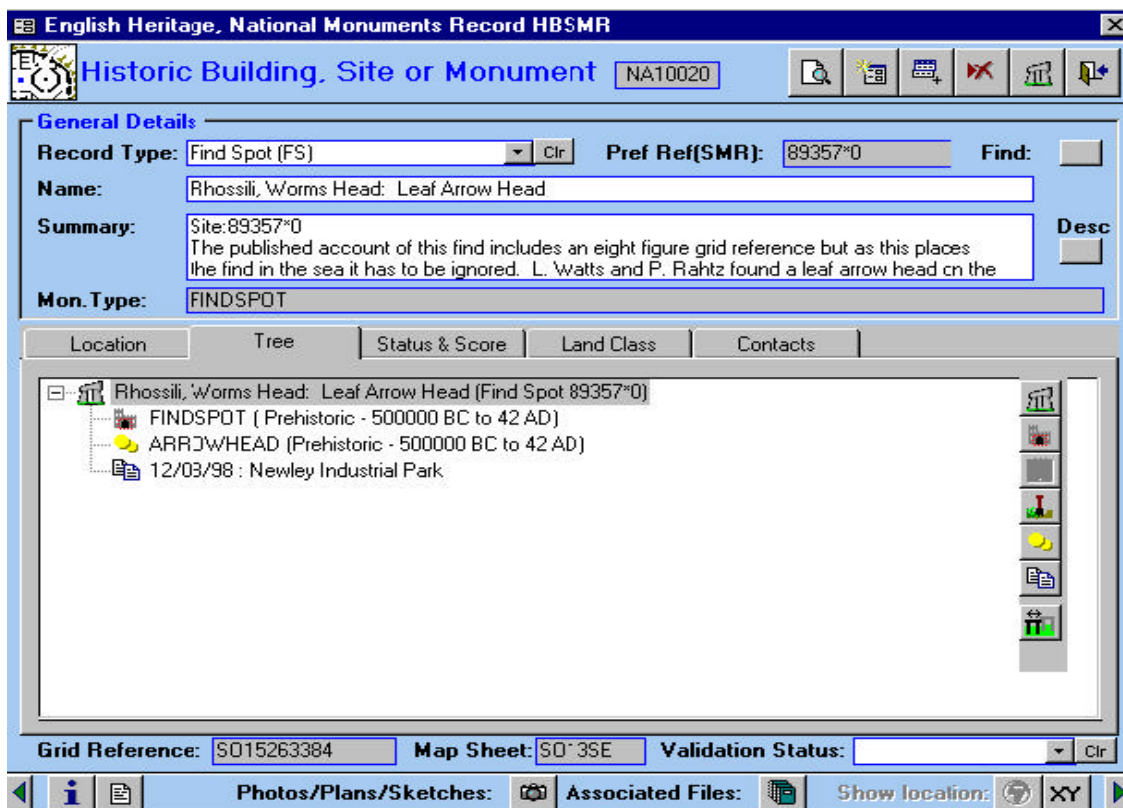 English Heritage, National Monuments Record HBSMR
Historic Building, Site or Monument NA10020
General Details
Record Type: Find Spot (FS) Clr Pref Ref(SMR): 89357*0 Find:
Name: Rhossili, Worms Head: Leaf Arrow Head
Summary: Site:89357*0 Desc
The published account of this find includes an eight figure grid reference but as this places
the find in the sea it has to be ignored. L. Watts and P. Rahtz found a leaf arrow head on the
Mon.Type: FINDSPOT
Location Tree Status & Score Land Class Contacts
Rhossili, Worms Head: Leaf Arrow Head (Find Spot 89357*0)
FINDSPOT ( Prehistoric - 500000 BC to 42 AD)
ARROWHEAD (Prehistoric - 500000 BC to 42 AD)
12/03/98 : Newley Industrial Park
Grid Reference: SO15263384 Map Sheet: SO13SE Validation Status: Clr
Photos/Plans/Sketches: Associated Files: Show location: XY